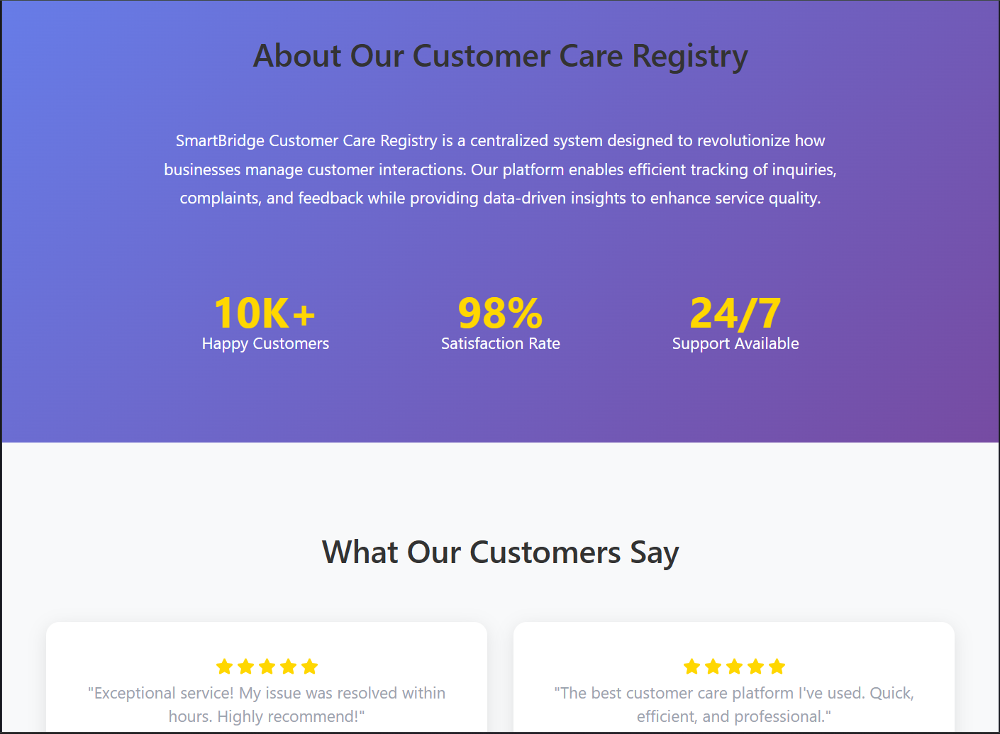 About Our Customer Care Registry
SmartBridge Customer Care Registry is a centralized system designed to revolutionize how
businesses manage customer interactions. Our platform enables efficient tracking of inquiries,
complaints, and feedback while providing data-driven insights to enhance service quality.
10K+
Happy Customers
98%
Satisfaction Rate
24/7
Support Available
What Our Customers Say
"Exceptional service! My issue was resolved within
hours. Highly recommend!"
"The best customer care platform I've used. Quick,
efficient, and professional."